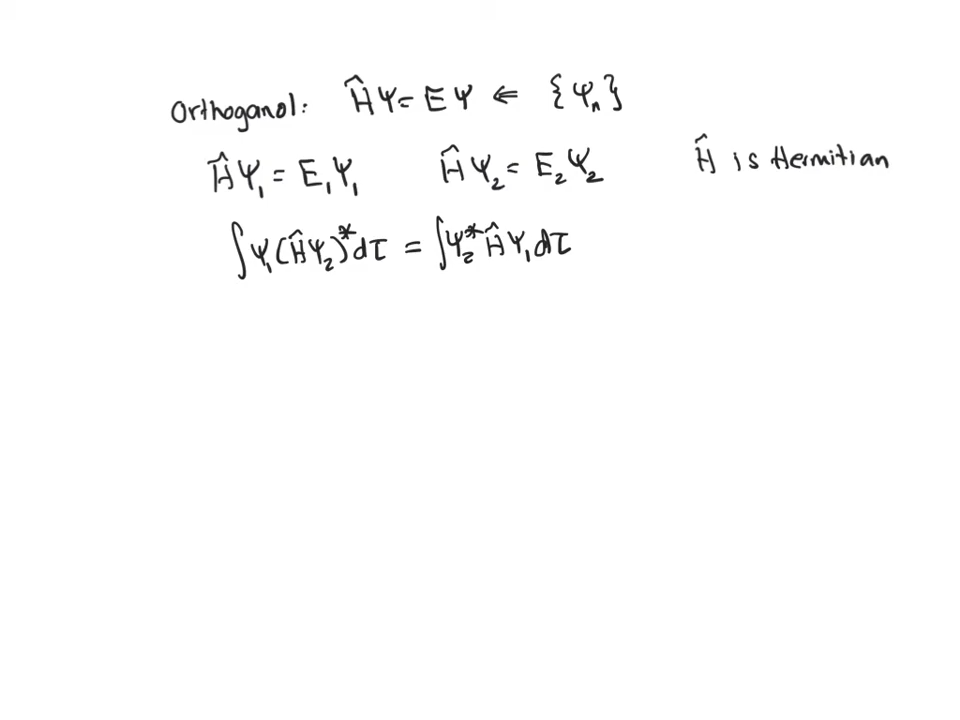 Orthoganol: ĤΨ = EΨ ⇐ {Ψₙ}
ĤΨ₁ = E₁Ψ₁ ĤΨ₂ = E₂Ψ₂ Ĥ is Hermitian
∫Ψ₁(ĤΨ₂)*dτ = ∫Ψ₂*ĤΨ₁dτ